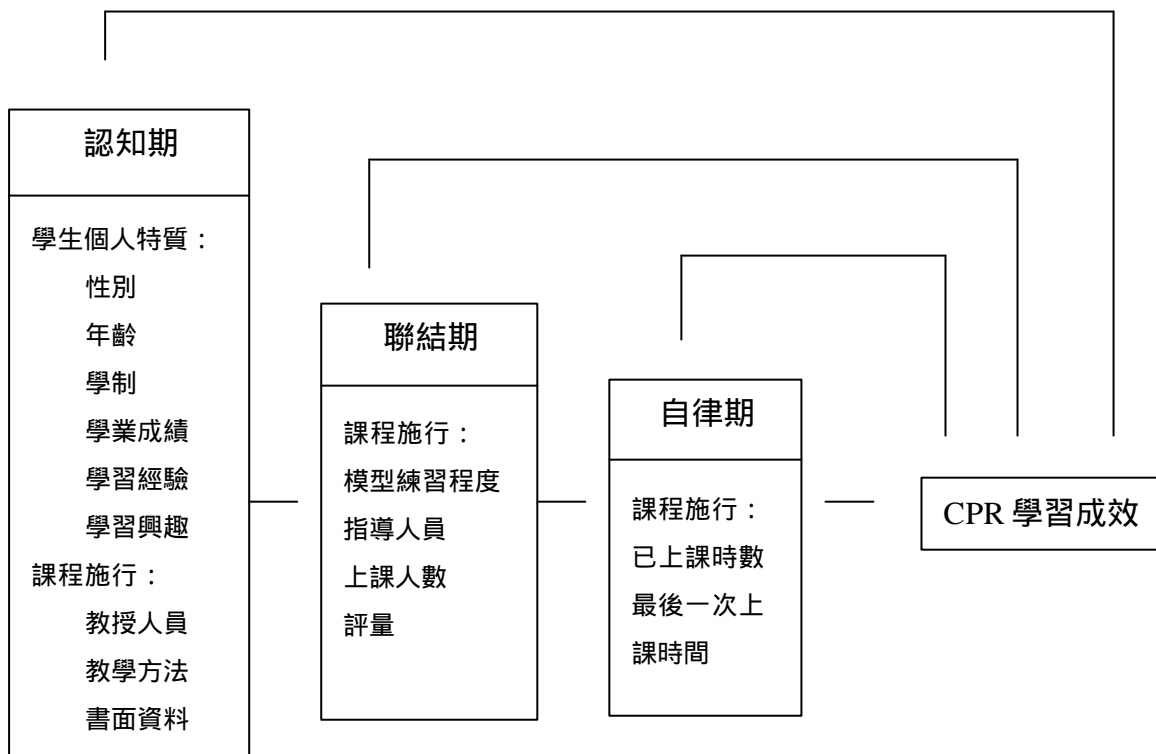 認知期
學生個人特質：
性別
年齡
學制
學業成績
學習經驗
學習興趣
課程施行：
教授人員
教學方法
書面資料
聯結期
課程施行：
模型練習程度
指導人員
上課人數
評量
自律期
課程施行：
已上課時數
最後一次上
課時間
CPR 學習成效